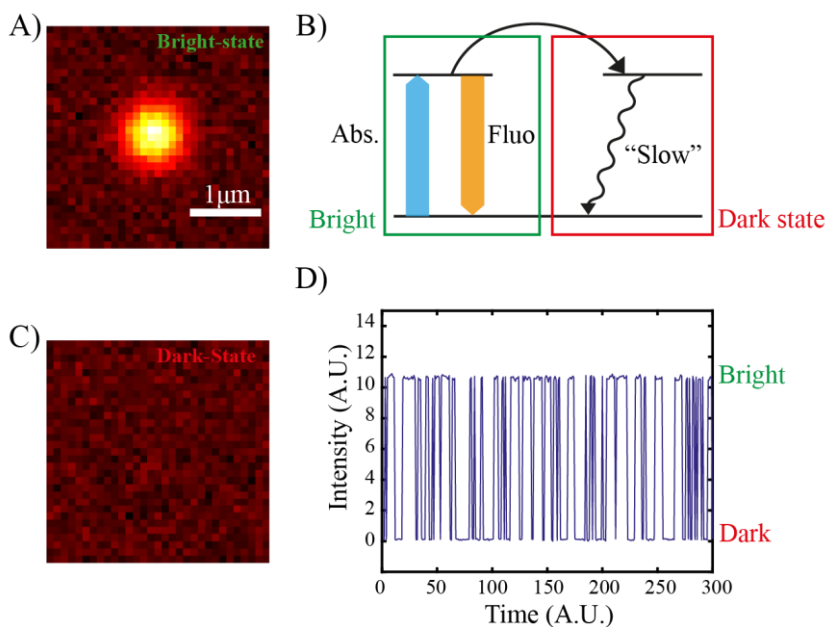 A)
Bright-state
1μm
B)
Abs.
Fluo
"Slow"
Bright
Dark state
C)
Dark-State
D)
14
12
10
8
6
4
2
0
Intensity (A.U.)
Bright
Dark
0
50
100
150
200
250
300
Time (A.U.)